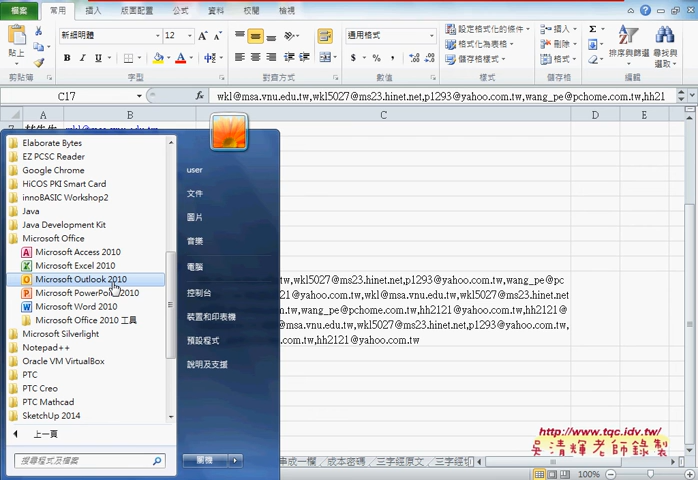 檔案 常用 插入 版面配置 公式 資料 校閱 檢視
新細明體 12 通用格式 設定格式化的條件 插入 Σ
貼上 格式化為表格 刪除 排序與篩選 尋找與選取
B I U $ % , 儲存格樣式 格式
剪貼簿 字型 對齊方式 數值 樣式 儲存格 編輯
C17 fx wkl@msa.vnu.edu.tw,wkl5027@ms23.hinet.net,p1293@yahoo.com.tw,wang_pe@pchome.com.tw,hh21
A B C D E
Elaborate Bytes
EZ PCSC Reader
Google Chrome
HiCOS PKI Smart Card
innoBASIC Workshop2
Java
Java Development Kit
Microsoft Office
Microsoft Access 2010
Microsoft Excel 2010
Microsoft Outlook 2010
Microsoft PowerPoint 2010
Microsoft Word 2010
Microsoft Office 2010 工具
Microsoft Silverlight
Notepad++
Oracle VM VirtualBox
PTC
PTC Creo
PTC Mathcad
SketchUp 2014
上一頁
搜尋程式及檔案
user
文件
圖片
音樂
電腦
控制台
裝置和印表機
預設程式
說明及支援
關機
.tw,wkl5027@ms23.hinet.net,p1293@yahoo.com.tw,wang_pe@pc
@yahoo.com.tw,wkl@msa.vnu.edu.tw,wkl5027@ms23.hinet.net
om.tw,wang_pe@pchome.com.tw,hh2121@
@msa.vnu.edu.tw,wkl5027@ms23.hinet.net,p1293@yahoo.com.tw,
.com.tw,hh2121@yahoo.com.tw
http://www.tqc.idv.tw/
吳清輝老師錄製
串成一欄 成本密碼 三字經原文 三字經切
100%